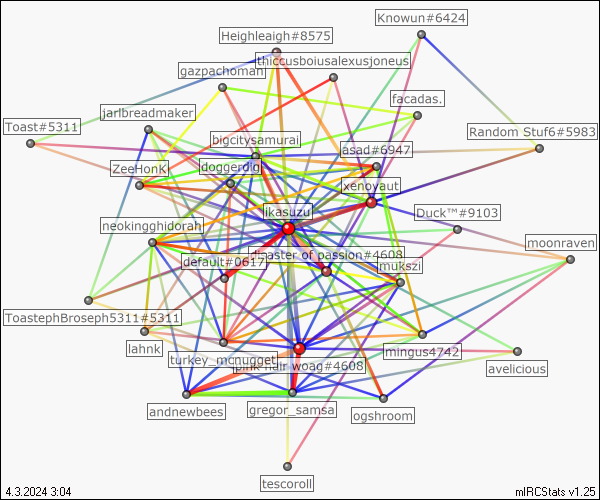 Knowun#6424
Heighleaigh#8575
thiccusboiusalexusjoneus
gazpachoman
facadas.
jarlbreadmaker
Toast#5311
Random Stuf6#5983
bigcitysamurai
jasad#6947
doggerdig
ZeeHonK
xenoyaut
ikasuzu
Duck™#9103
neokingghidorah
moonraven
master of passion#4608
default#0617
mukszi
ToastephBroseph5311#5311
lahnk
mingus4742
turkey_mcnugget
pink hair woag#4608
avelicious
andnewbees
gregor_samsa
ogshroom
tescoroll
4.3.2024 3:04
mIRCStats v1.25